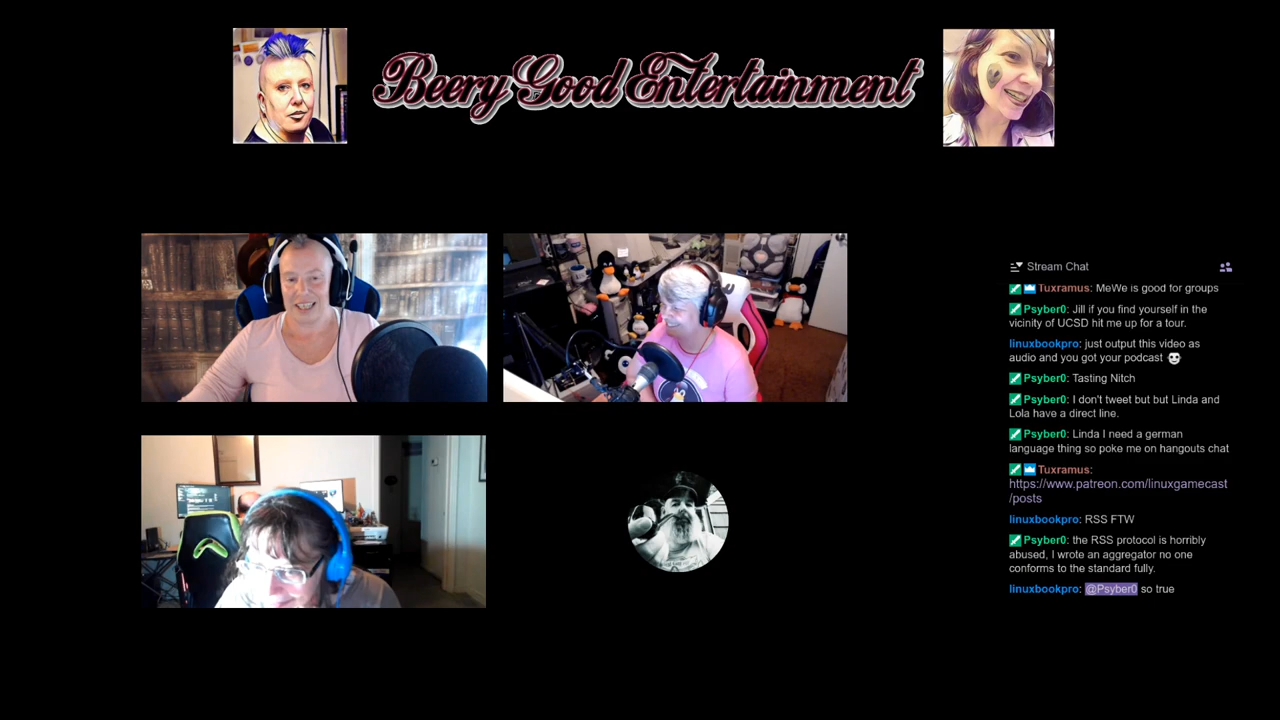 Beery Good Entertainment
Stream Chat
Tuxramus: MeWe is good for groups
Psyber0: Jill if you find yourself in the
vicinity of UCSD hit me up for a tour.
linuxbookpro: just output this video as
audio and you got your podcast
Psyber0: Tasting Nitch
Psyber0: I don't tweet but but Linda and
Lola have a direct line.
Psyber0: Linda I need a german
language thing so poke me on hangouts chat
Tuxramus:
https://www.patreon.com/linuxgamecast
/posts
linuxbookpro: RSS FTW
Psyber0: the RSS protocol is horribly
abused, I wrote an aggregator no one
conforms to the standard fully.
linuxbookpro: @Psyber0 so true